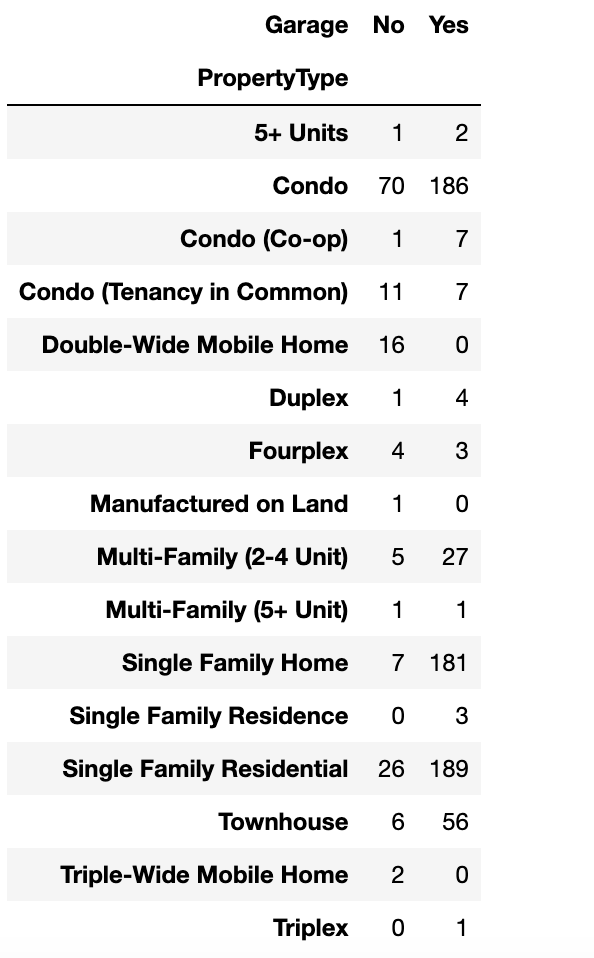 Garage No Yes
PropertyType
5+ Units 1 2
Condo 70 186
Condo (Co-op) 1 7
Condo (Tenancy in Common) 11 7
Double-Wide Mobile Home 16 0
Duplex 1 4
Fourplex 4 3
Manufactured on Land 1 0
Multi-Family (2-4 Unit) 5 27
Multi-Family (5+ Unit) 1 1
Single Family Home 7 181
Single Family Residence 0 3
Single Family Residential 26 189
Townhouse 6 56
Triple-Wide Mobile Home 2 0
Triplex 0 1